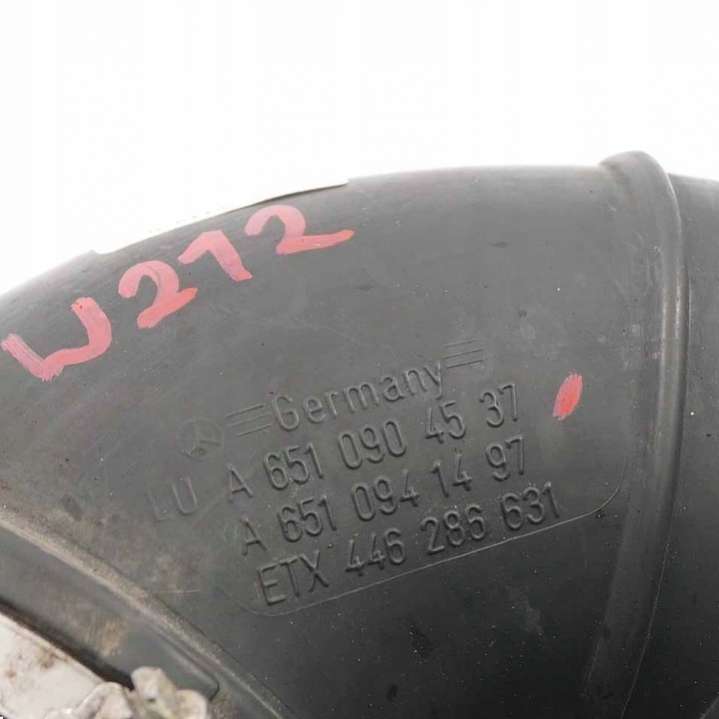 W212
Germany
LU A 651 090 45 37
A 651 094 14 97
ETX 446 286 631